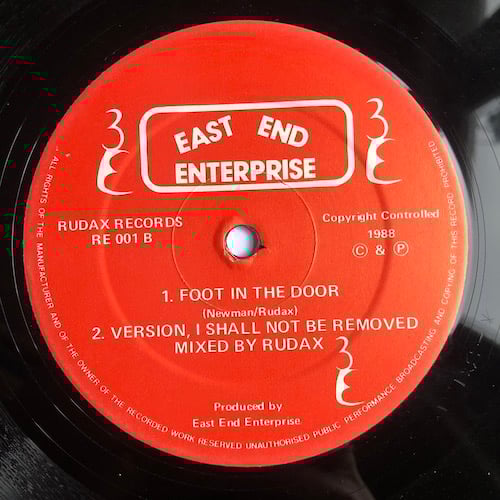 EAST END
ENTERPRISE
RUDAX RECORDS
RE 001 B
Copyright Controlled
1988
© & ℗
1. FOOT IN THE DOOR
(Newman/Rudax)
2. VERSION, I SHALL NOT BE REMOVED
MIXED BY RUDAX
Produced by
East End Enterprise
ALL RIGHTS OF THE MANUFACTURER AND OF THE OWNER OF THE RECORDED WORK RESERVED UNAUTHORISED PUBLIC PERFORMANCE BROADCASTING AND COPYING OF THIS RECORD PROHIBITED